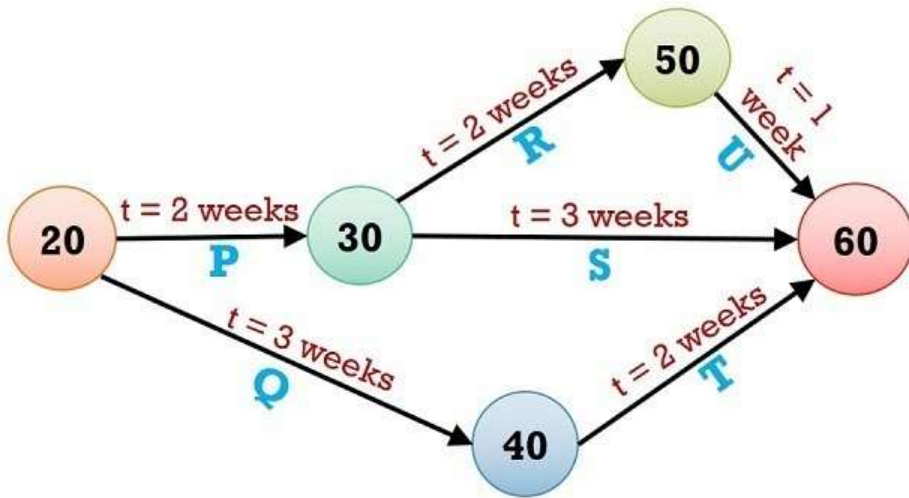 50
t = 2 weeks
R
t = 1
week
U
20
t = 2 weeks
P
30
t = 3 weeks
S
60
t = 3 weeks
Q
t = 2 weeks
T
40